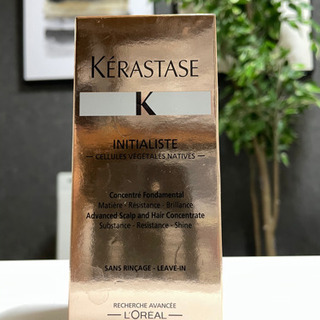 KÉRASTASE
K
INITIALISTE
CELLULES VÉGÉTALES NATIVES
Concentré Fondamental
Matière - Résistance - Brillance
Advanced Scalp and Hair Concentrate
Substance - Resistance - Shine
SANS RINÇAGE - LEAVE-IN
RECHERCHE AVANCÉE
L'ORÉAL